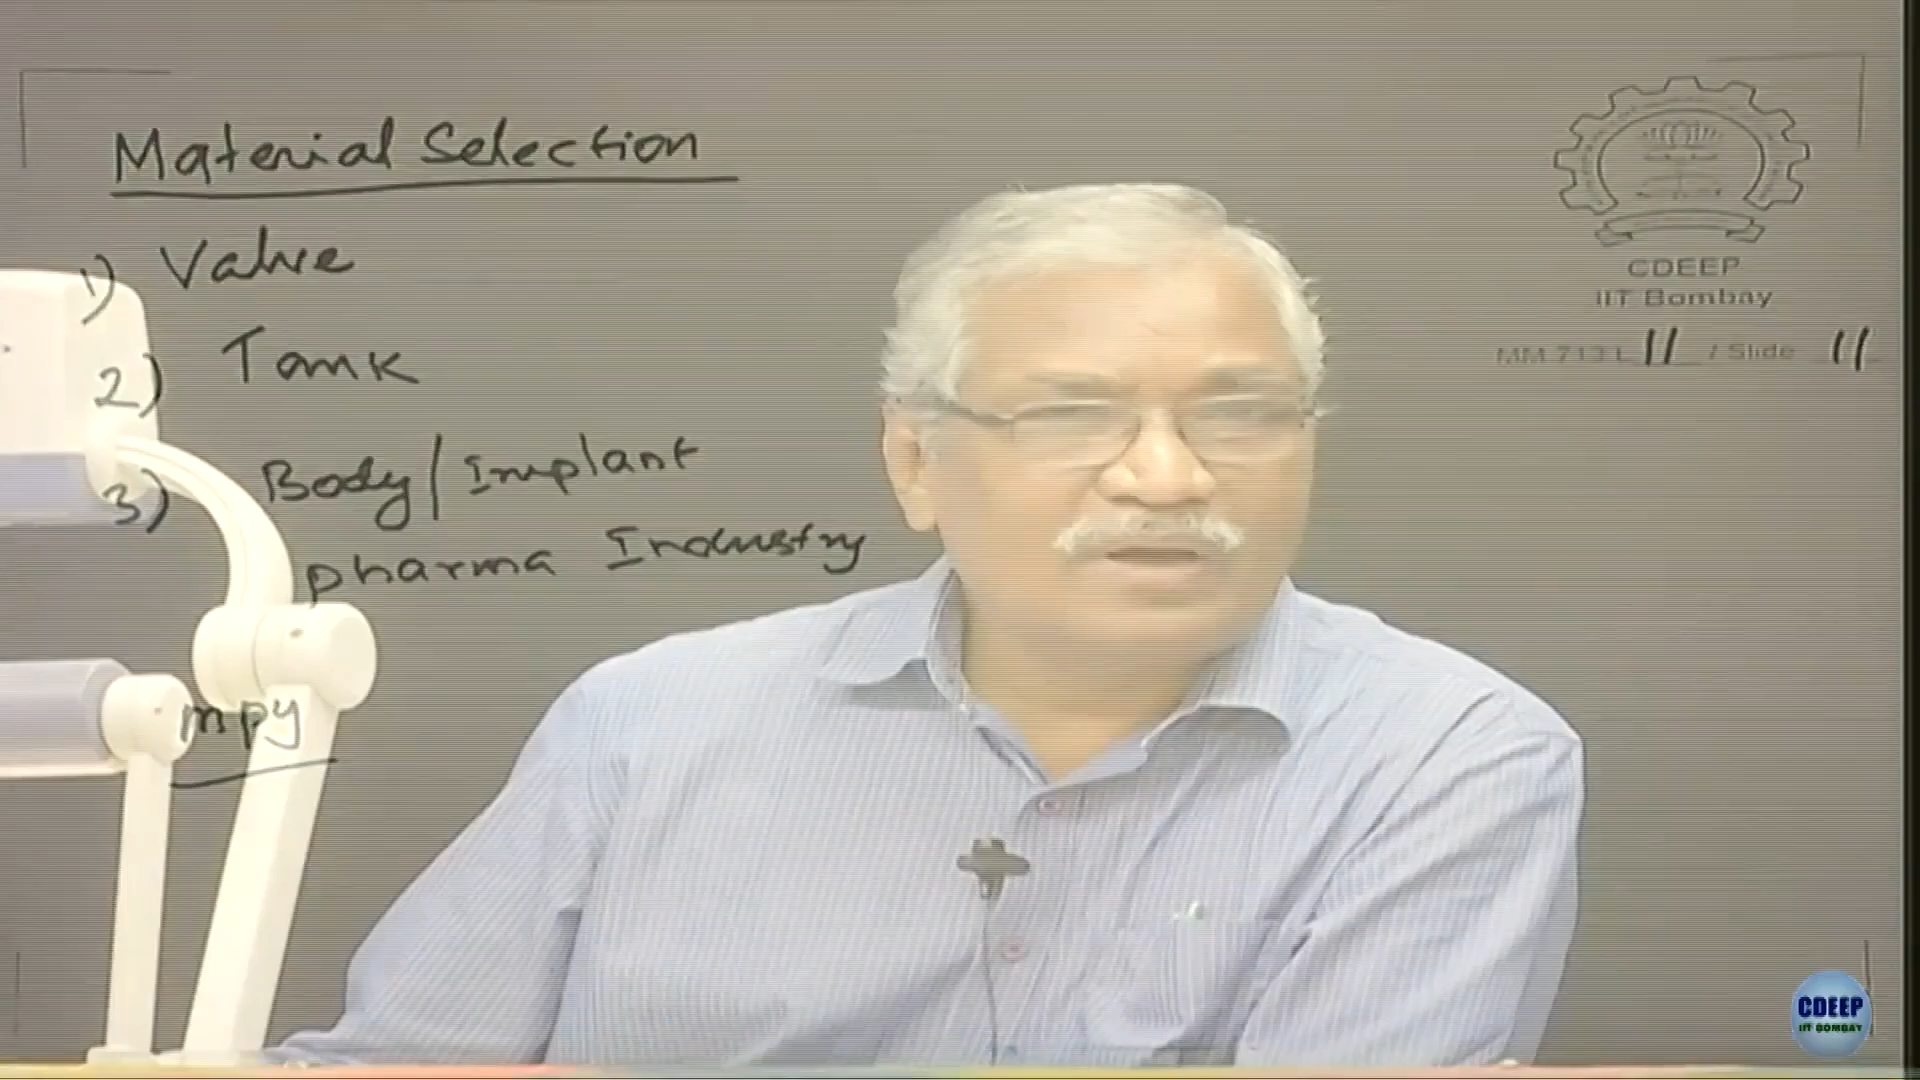 Material Selection
1) Valve
2) Tank
3) Body/Implant
pharma Industry
mpy
CDEEP
IIT Bombay
MM 713 L 11 / Slide 11
CDEEP
IIT BOMBAY